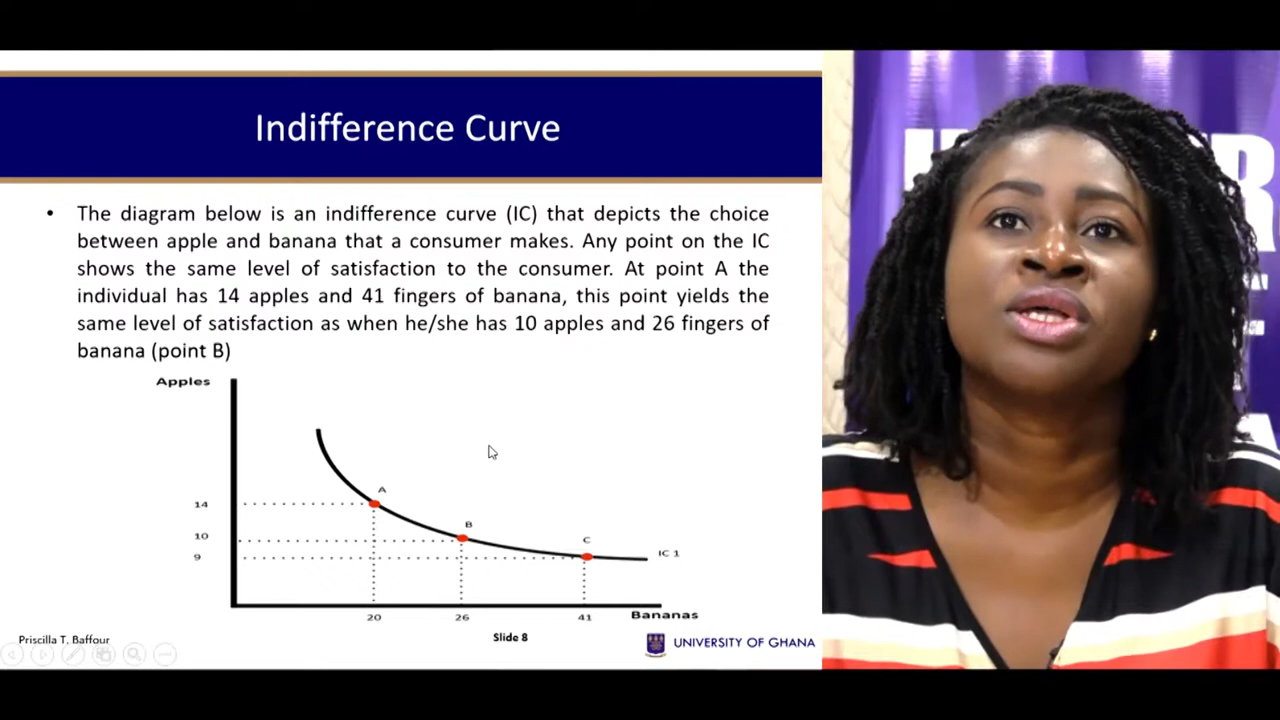 Indifference Curve
• The diagram below is an indifference curve (IC) that depicts the choice
between apple and banana that a consumer makes. Any point on the IC
shows the same level of satisfaction to the consumer. At point A the
individual has 14 apples and 41 fingers of banana, this point yields the
same level of satisfaction as when he/she has 10 apples and 26 fingers of
banana (point B)
Apples
A
14
B
10
C
9
IC 1
20 26 41
Bananas
Priscilla T. Baffour
Slide 8
UNIVERSITY OF GHANA